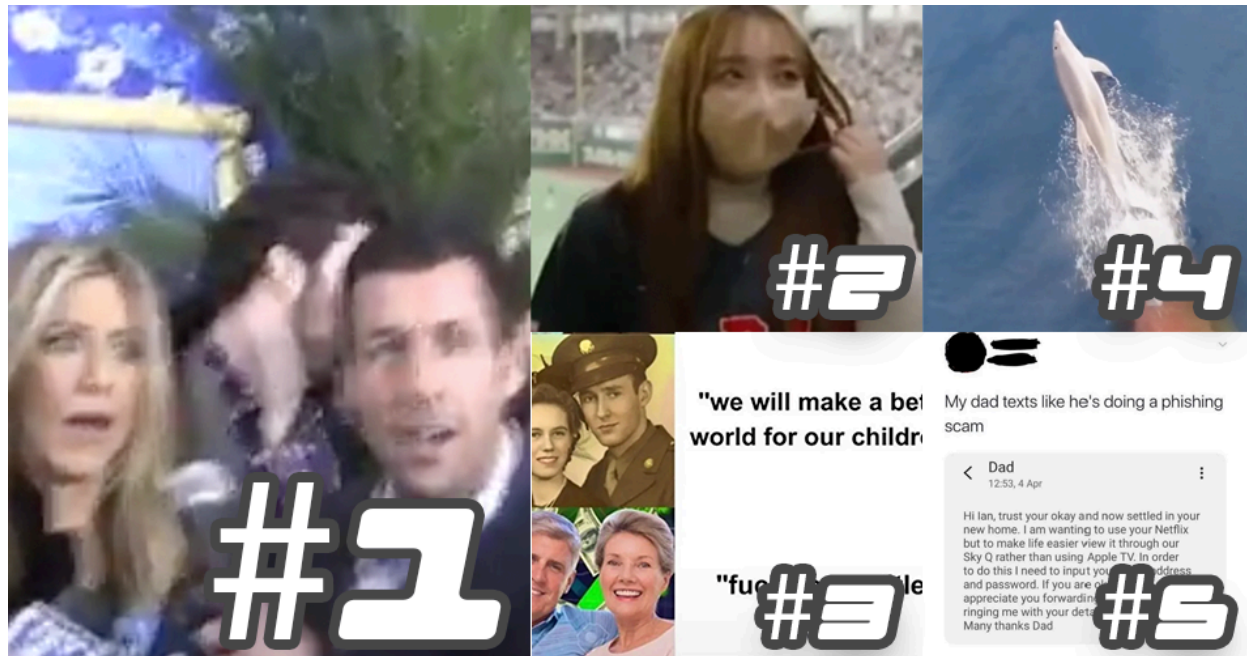 #1
#2
#4
"we will make a bet
world for our childr
#3
My dad texts like he's doing a phishing
scam
Dad
12:53, 4 Apr
Hi Ian, trust your okay and now settled in your
new home. I am wanting to use your Netflix
but to make life easier view it through our
Sky Q rather than using Apple TV. In order
to do this I need to input
and password. If you are
appreciate you forwarding
ringing me with your
Many thanks Dad
#5